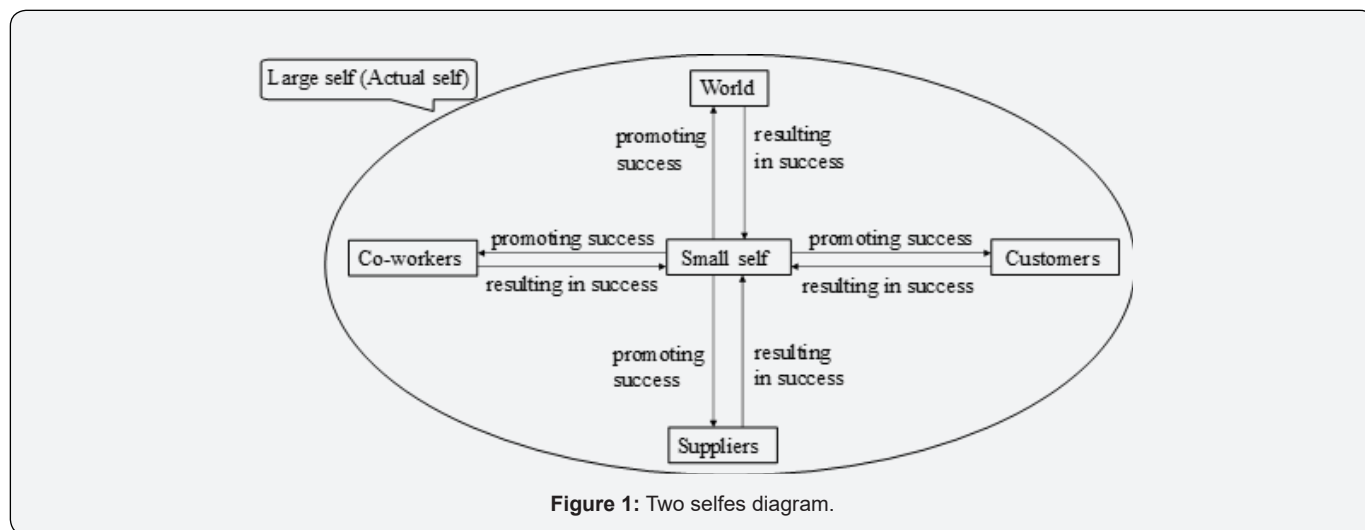 Large self (Actual self)
World
promoting
success
resulting
in success
promoting success
promoting success
Co-workers
Small self
Customers
resulting in success
resulting in success
promoting
success
resulting
in success
Suppliers
Figure 1: Two selfes diagram.